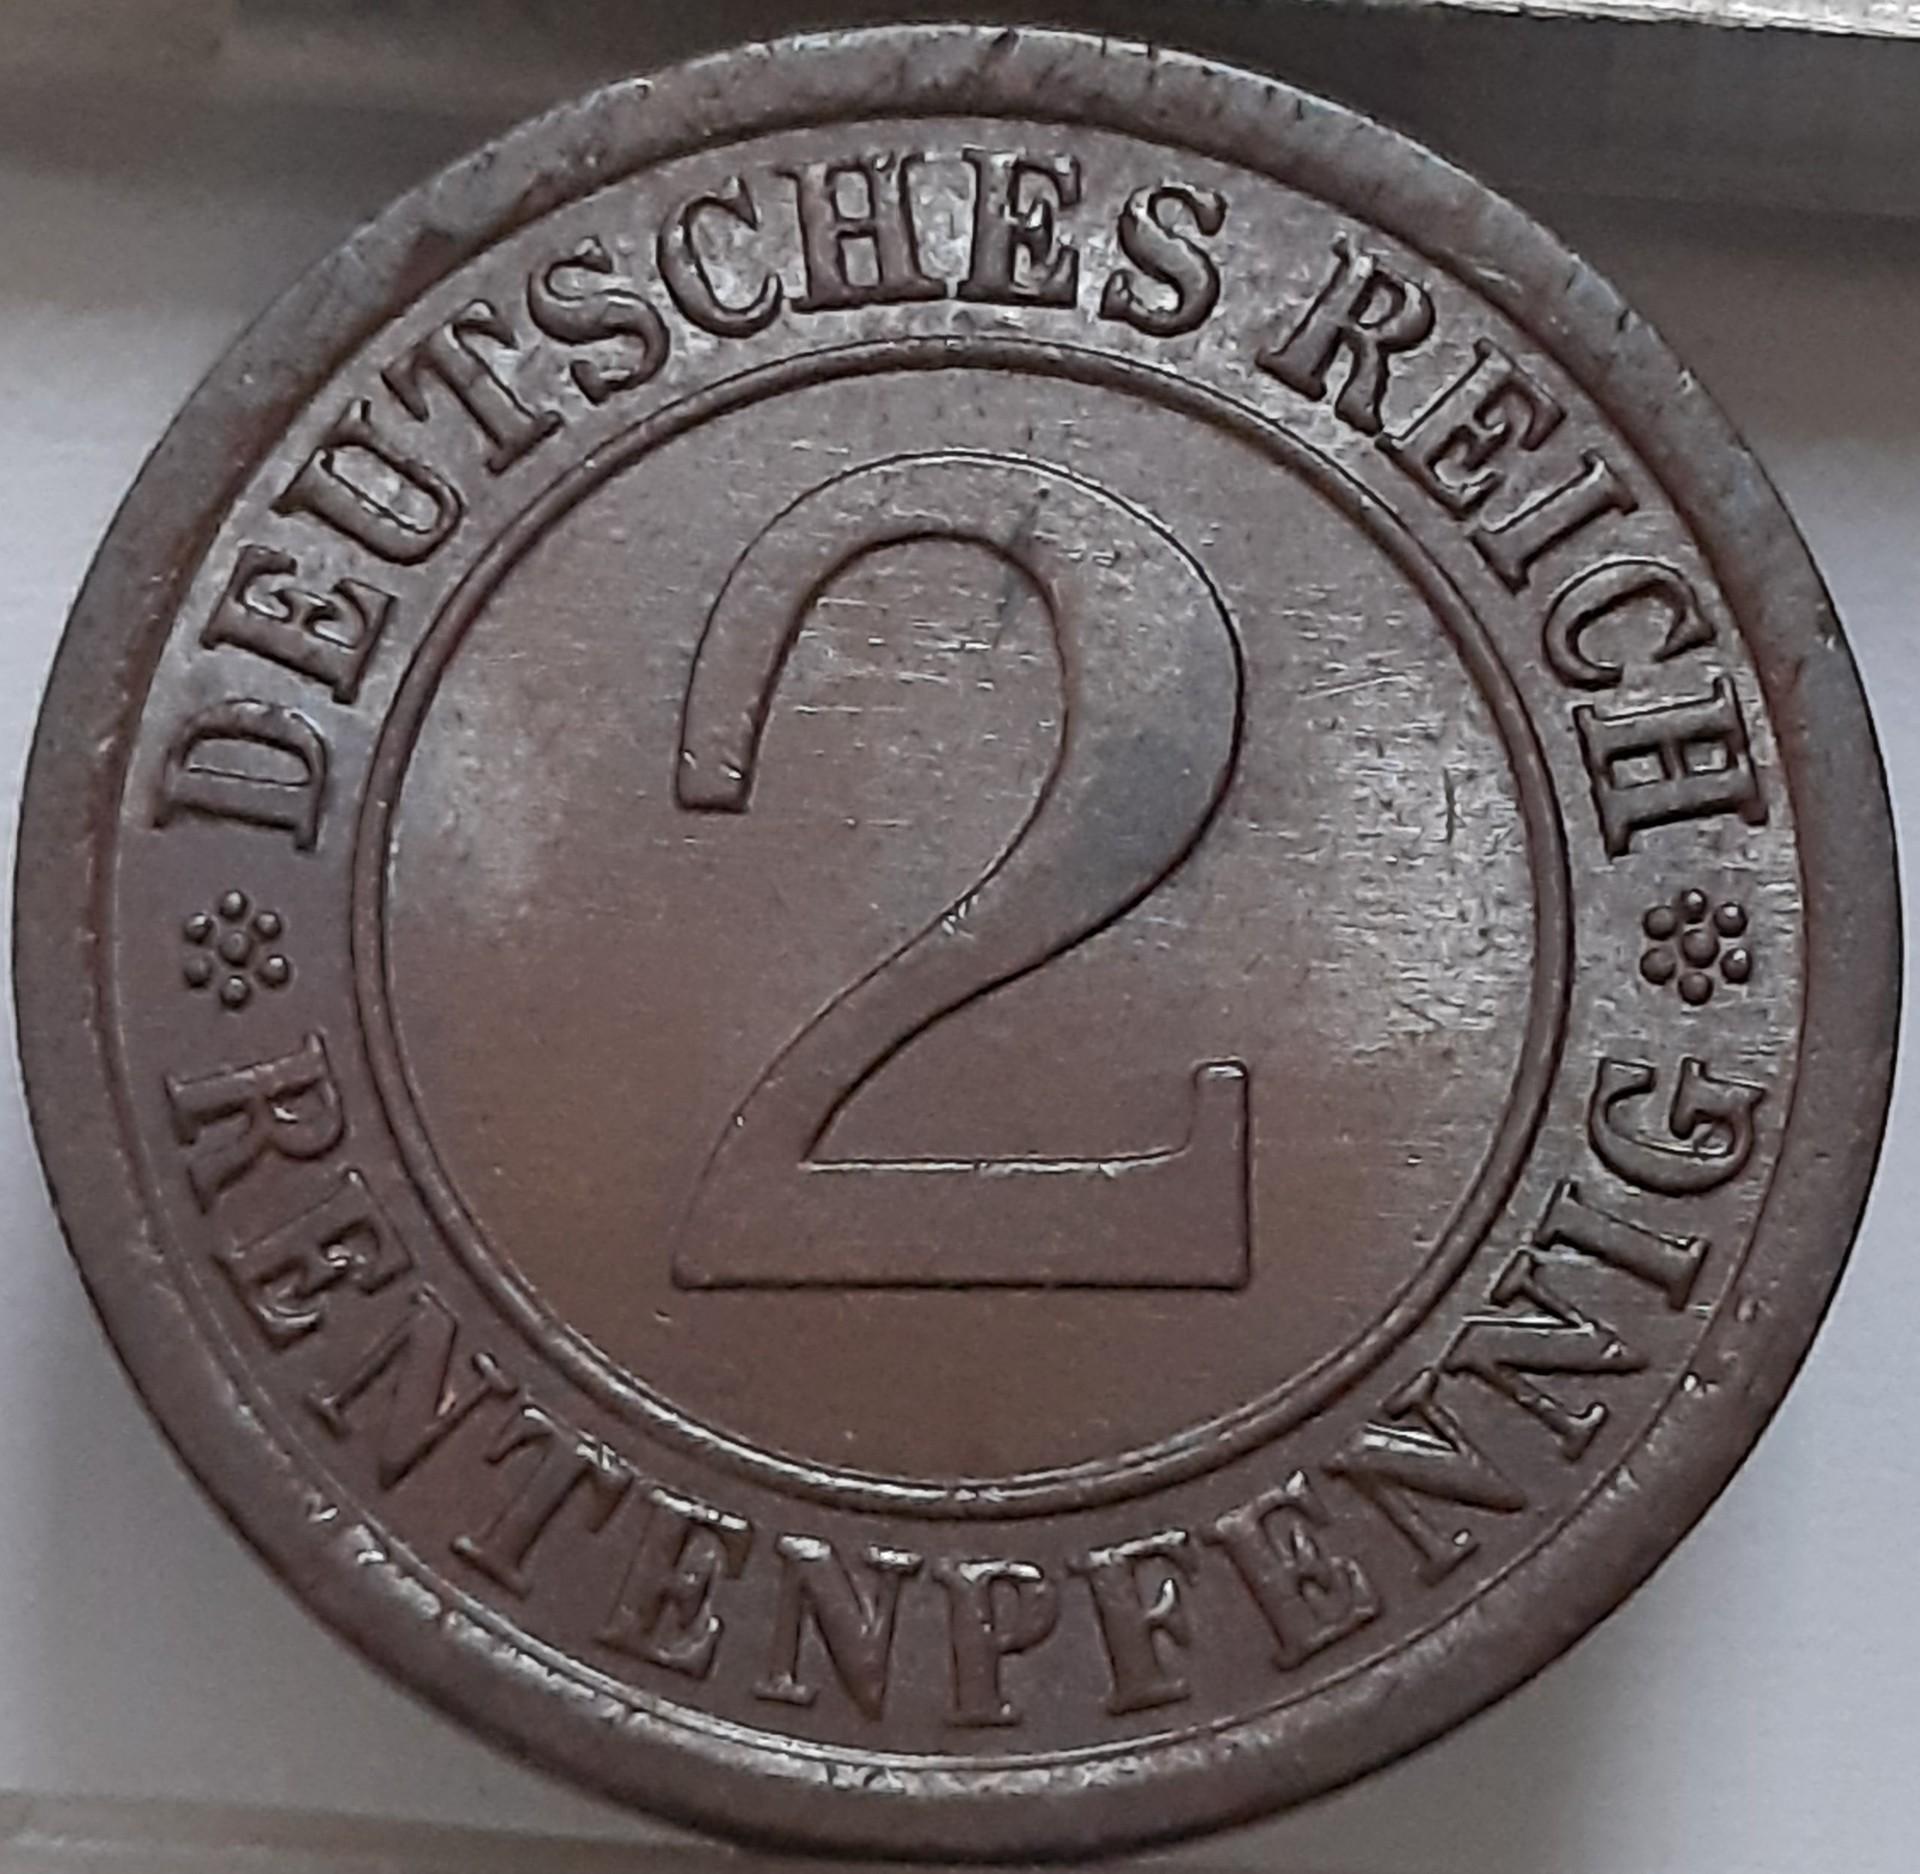 DEUTSCHES REICH
2
RENTENPFENNIG